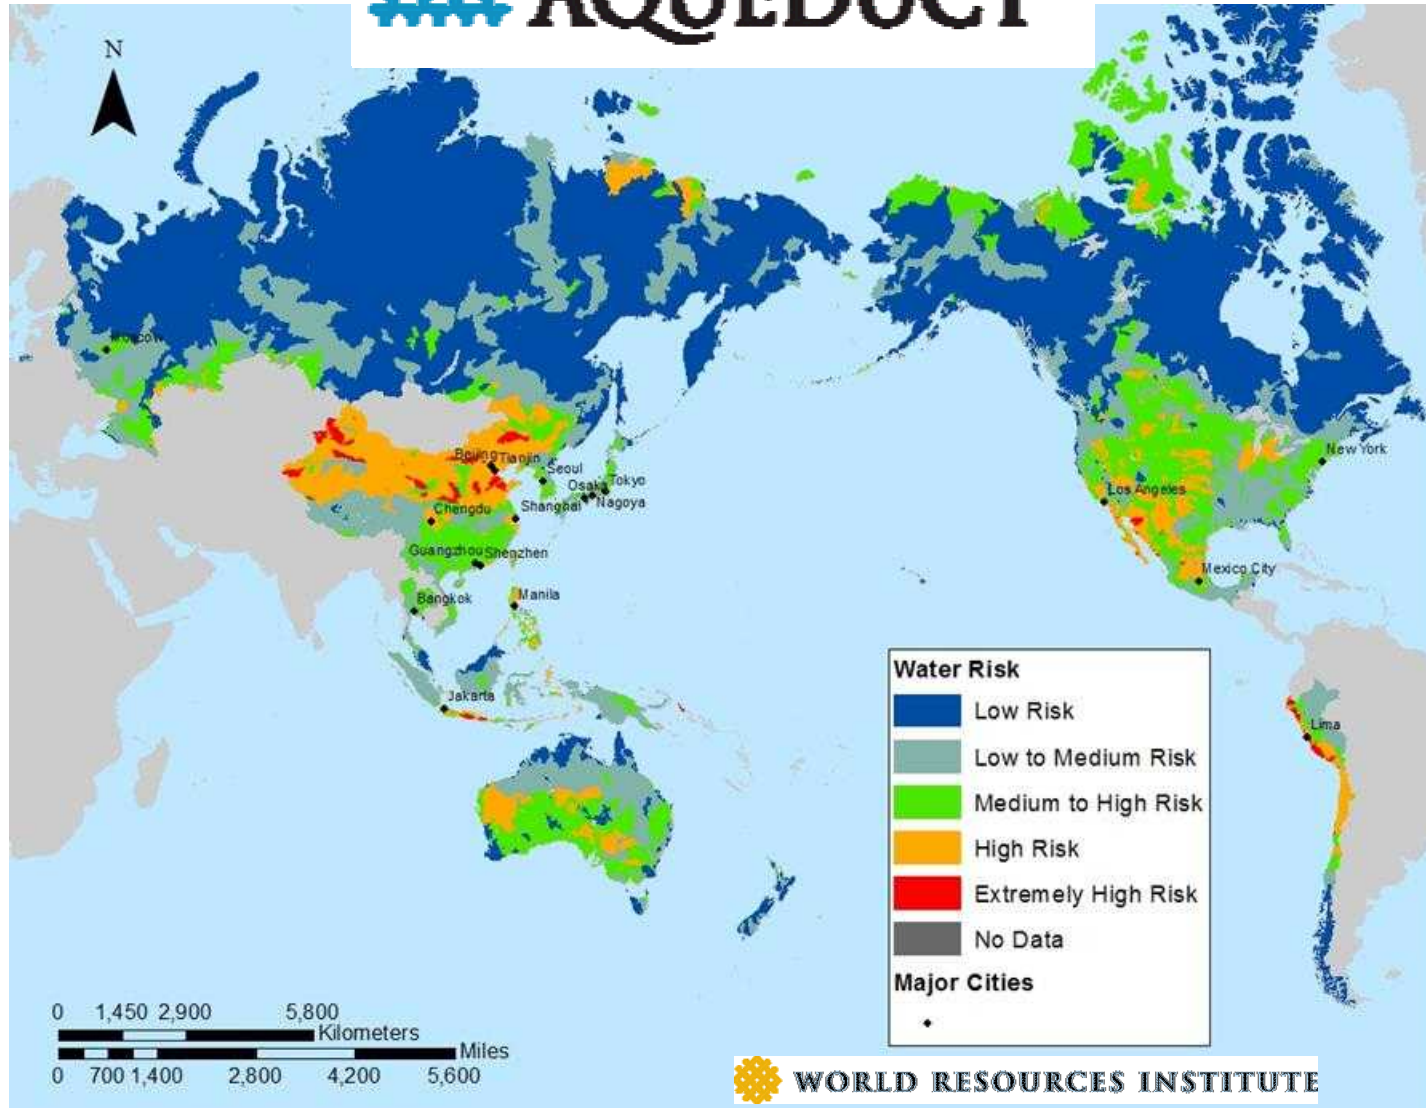 AQUEDUCT
N
Moscow
Beijing
Tianjin
Seoul
Osaka
Tokyo
Nagoya
Shanghai
Chengdu
Guangzhou
Shenzhen
Bangkok
Manila
Jakarta
New York
Los Angeles
Mexico City
Lima
Water Risk
Low Risk
Low to Medium Risk
Medium to High Risk
High Risk
Extremely High Risk
No Data
Major Cities
0 1,450 2,900 5,800
Kilometers
Miles
0 700 1,400 2,800 4,200 5,600
WORLD RESOURCES INSTITUTE